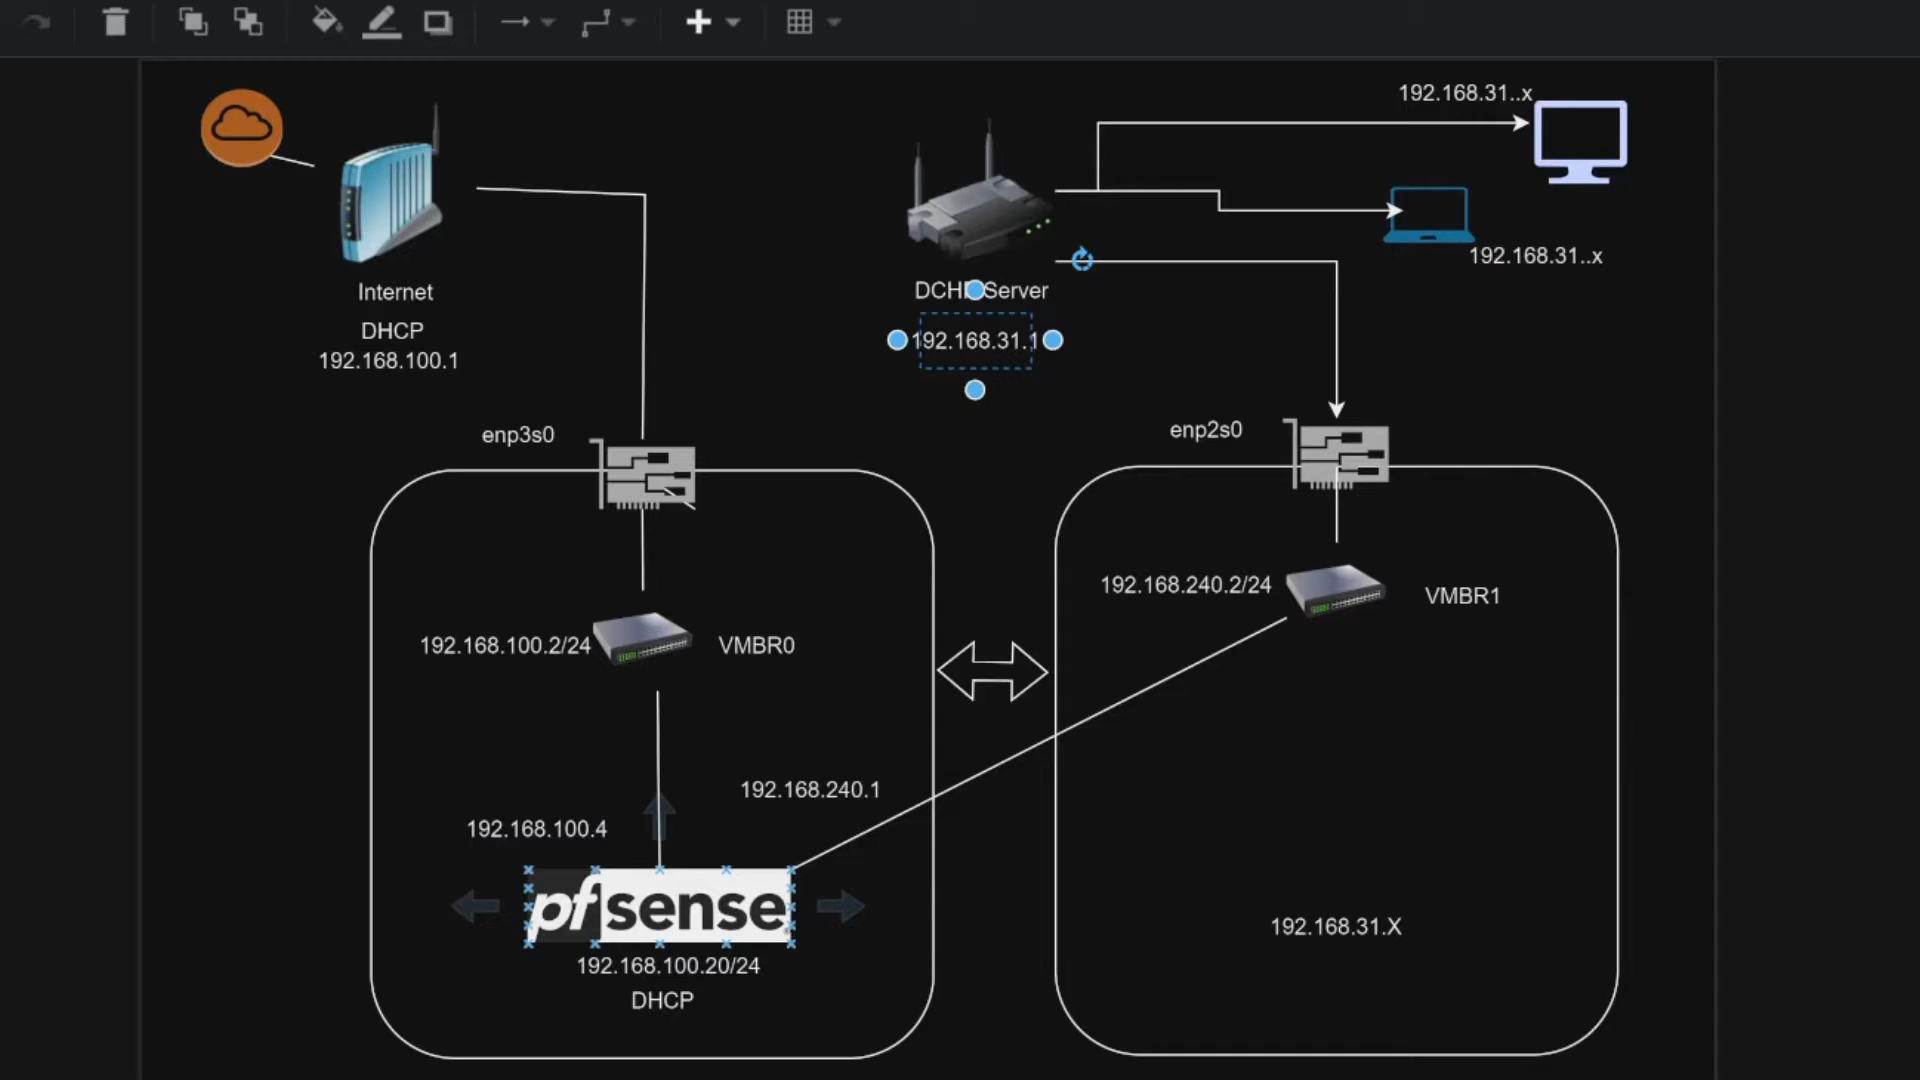 192.168.31..x
192.168.31..x
Internet
DHCP
192.168.100.1
Server
192.168.31.1
enp3s0
enp2s0
192.168.240.2/24
VMBR1
192.168.100.2/24
VMBR0
192.168.240.1
192.168.100.4
pfsense
192.168.31.X
192.168.100.20/24
DHCP